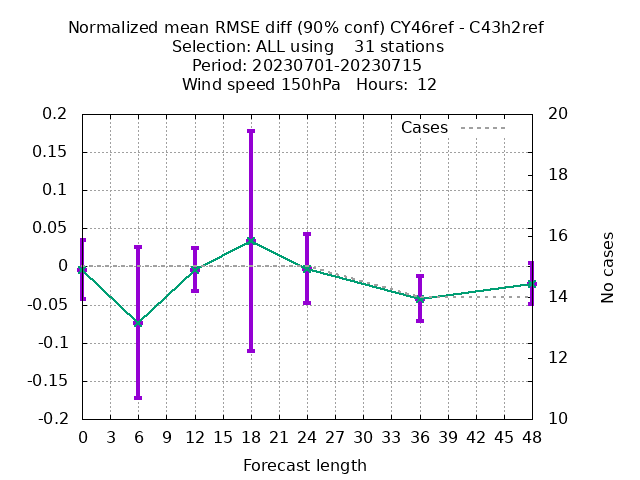 Normalized mean RMSE diff (90% conf) CY46ref - C43h2ref
Selection: ALL using    31 stations
Period: 20230701-20230715
Wind speed 150hPa   Hours:  12
Cases
0.2
0.15
0.1
0.05
0
-0.05
-0.1
-0.15
-0.2
20
18
16
14
12
10
No cases
0 3 6 9 12 15 18 21 24 27 30 33 36 39 42 45 48
Forecast length